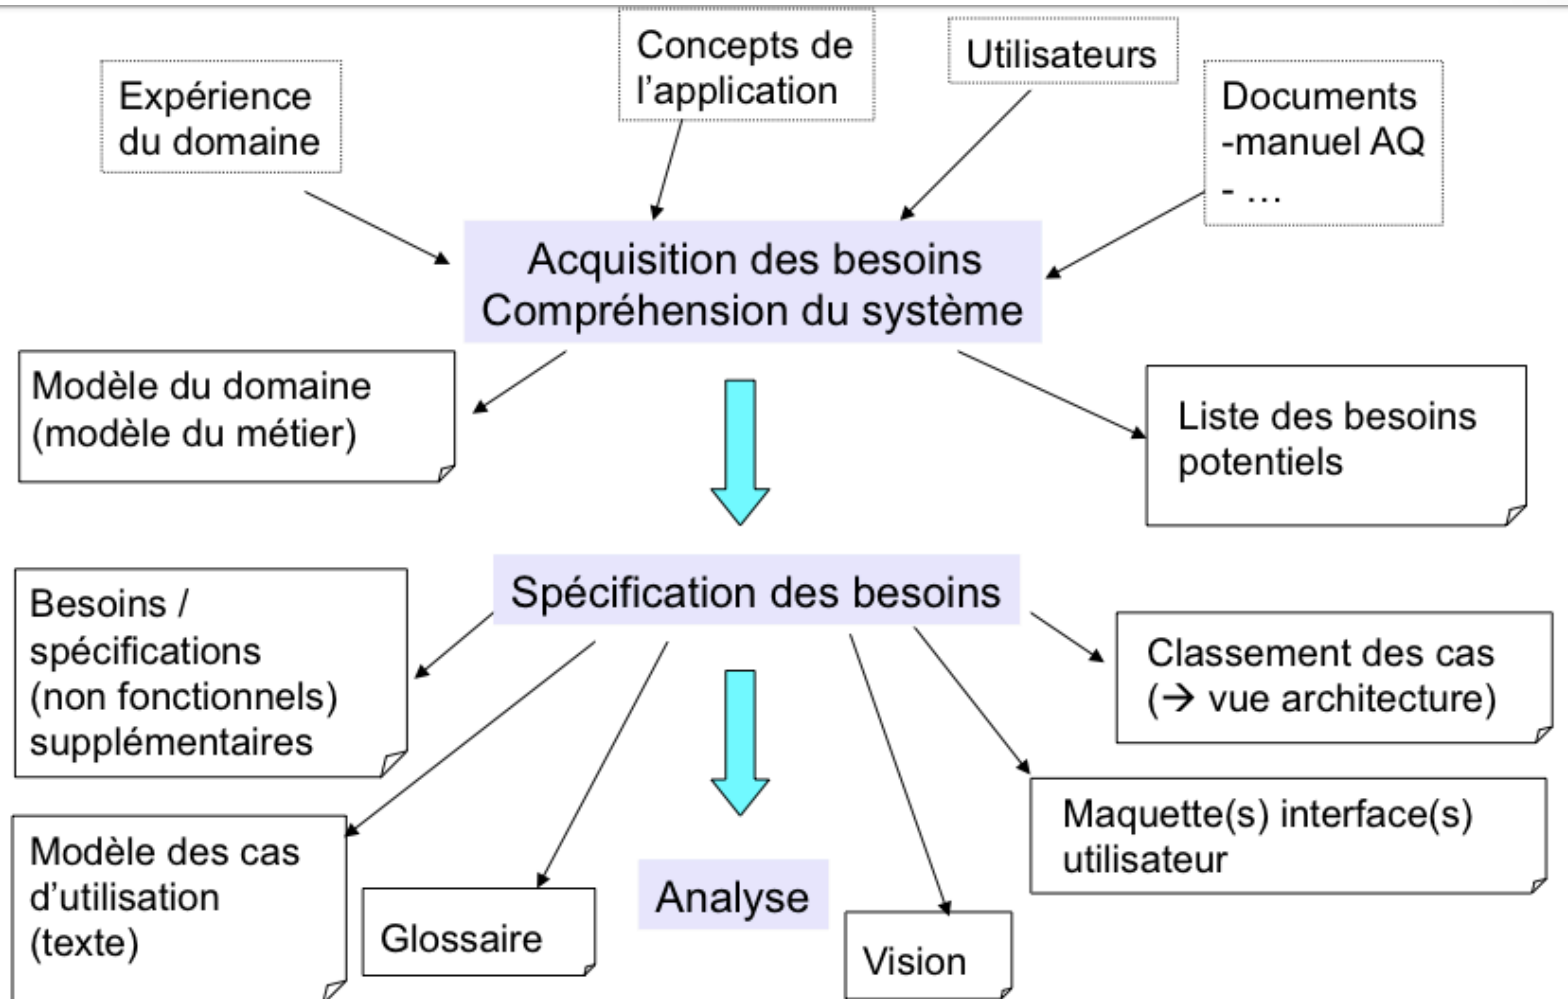 Expérience
du domaine
Concepts de
l’application
Utilisateurs
Documents
-manuel AQ
- …
Acquisition des besoins
Compréhension du système
Modèle du domaine
(modèle du métier)
Liste des besoins
potentiels
Spécification des besoins
Besoins /
spécifications
(non fonctionnels)
supplémentaires
Classement des cas
(→ vue architecture)
Maquette(s) interface(s)
utilisateur
Modèle des cas
d’utilisation
(texte)
Glossaire
Analyse
Vision